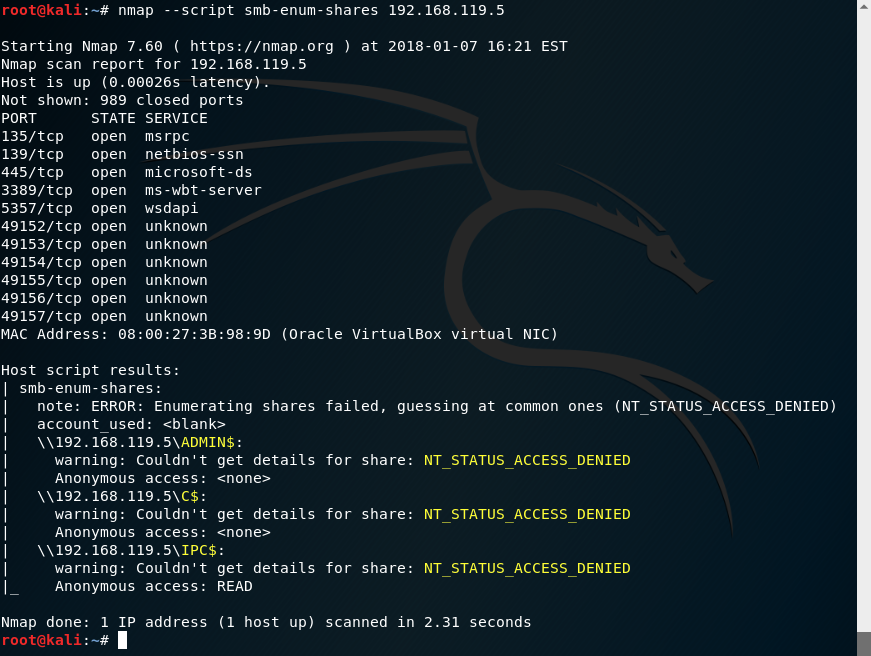 root@kali:~# nmap --script smb-enum-shares 192.168.119.5
Starting Nmap 7.60 ( https://nmap.org ) at 2018-01-07 16:21 EST
Nmap scan report for 192.168.119.5
Host is up (0.00026s latency).
Not shown: 989 closed ports
PORT      STATE SERVICE
135/tcp   open  msrpc
139/tcp   open  netbios-ssn
445/tcp   open  microsoft-ds
3389/tcp  open  ms-wbt-server
5357/tcp  open  wsdapi
49152/tcp open  unknown
49153/tcp open  unknown
49154/tcp open  unknown
49155/tcp open  unknown
49156/tcp open  unknown
49157/tcp open  unknown
MAC Address: 08:00:27:3B:98:9D (Oracle VirtualBox virtual NIC)
Host script results:
| smb-enum-shares:
|   note: ERROR: Enumerating shares failed, guessing at common ones (NT_STATUS_ACCESS_DENIED)
|   account_used: <blank>
|   \\192.168.119.5\ADMIN$:
|     warning: Couldn't get details for share: NT_STATUS_ACCESS_DENIED
|     Anonymous access: <none>
|   \\192.168.119.5\C$:
|     warning: Couldn't get details for share: NT_STATUS_ACCESS_DENIED
|     Anonymous access: <none>
|   \\192.168.119.5\IPC$:
|     warning: Couldn't get details for share: NT_STATUS_ACCESS_DENIED
|_    Anonymous access: READ
Nmap done: 1 IP address (1 host up) scanned in 2.31 seconds
root@kali:~#